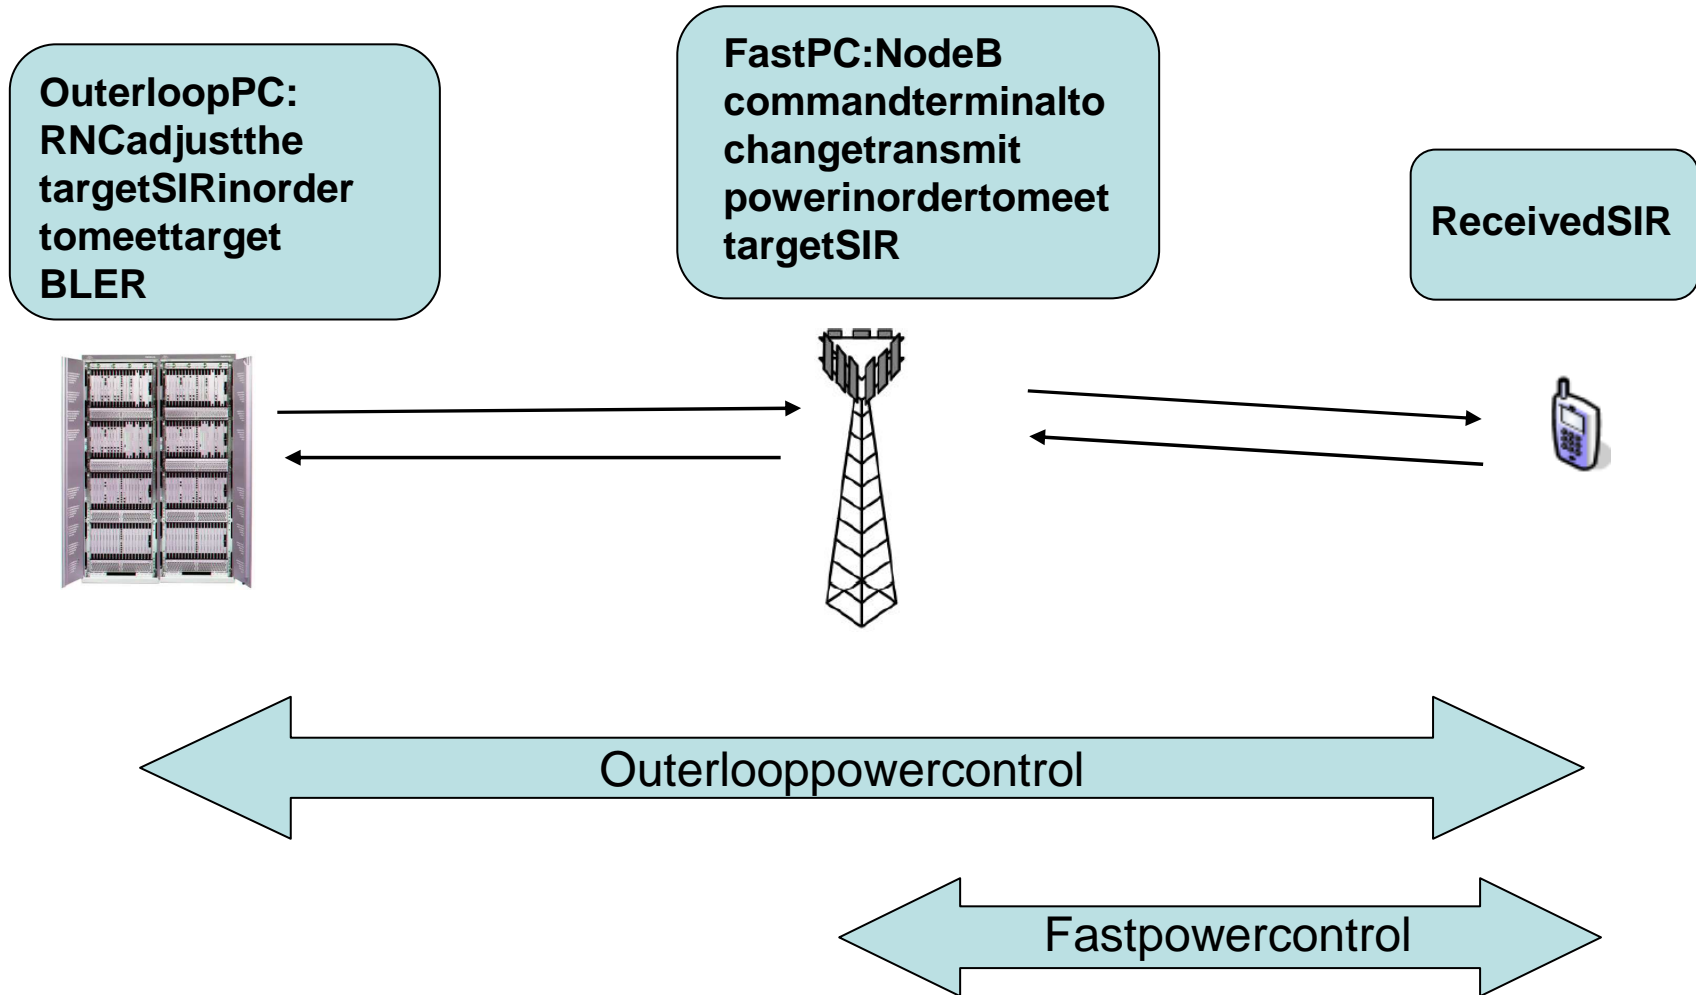 OuterloopPC:
RNCadjustthe
targetSIRinorder
tomeettarget
BLER
FastPC:NodeB
commandterminalto
changetransmit
powerinordertomeet
targetSIR
ReceivedSIR
Outerlooppowercontrol
Fastpowercontrol